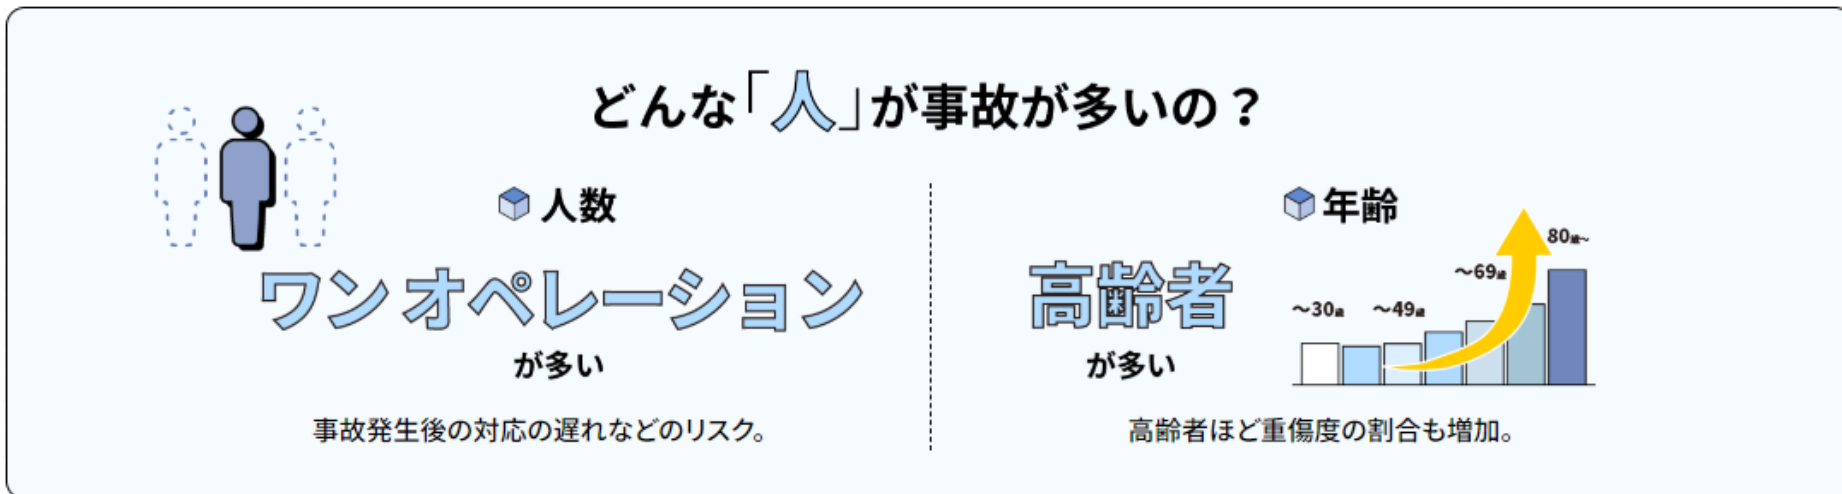 どんな「人」が事故が多いの？
人数
ワンオペレーション
が多い
事故発生後の対応の遅れなどのリスク。
年齢
高齢者
が多い
～30歳
～49歳
～69歳
80歳～
高齢者ほど重傷度の割合も増加。